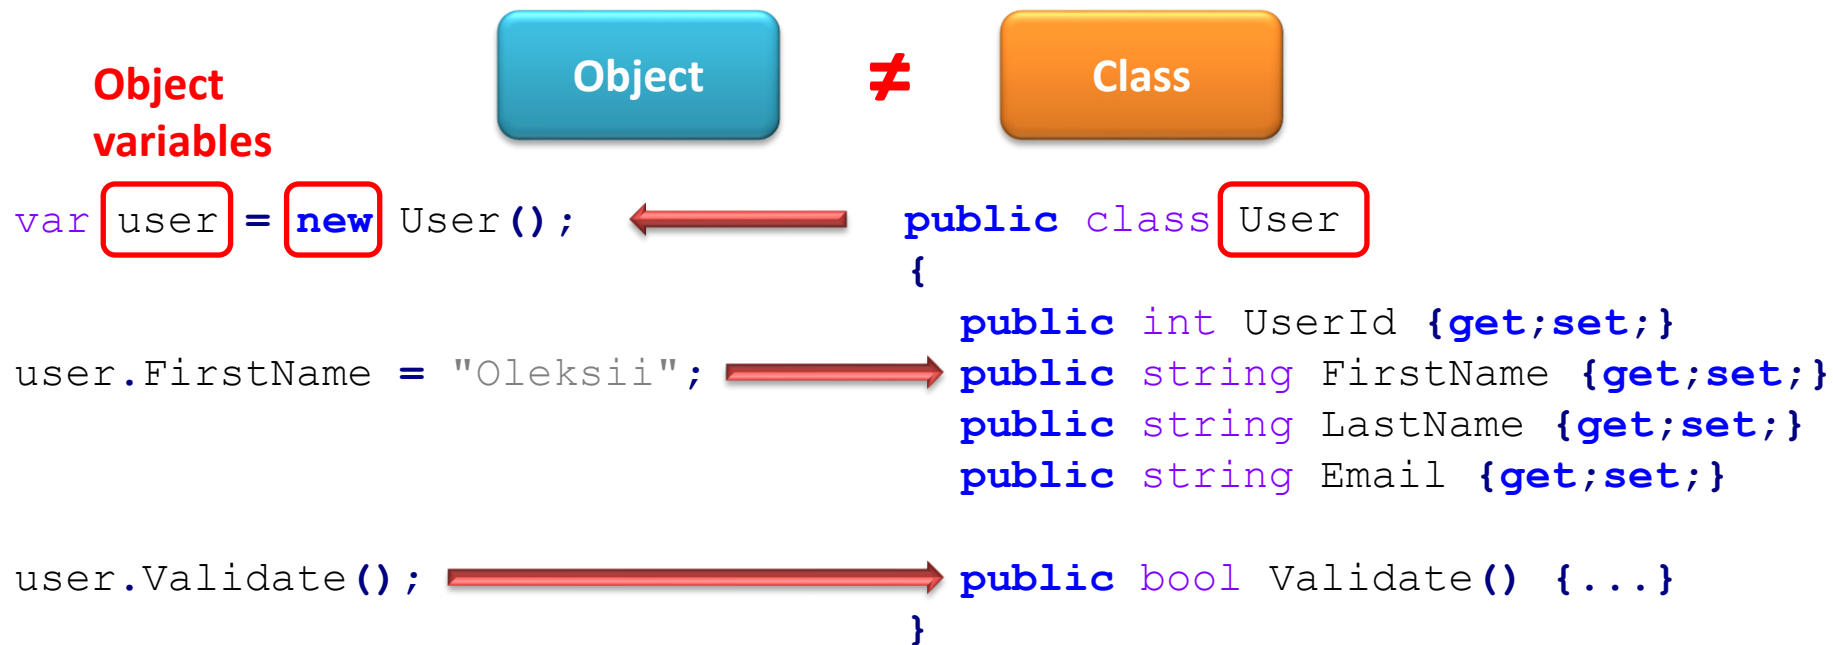 Object ≠ Class
Object
variables
var user = new User();
user.FirstName = "Oleksii";
user.Validate();
public class User
{
public int UserId {get;set;}
public string FirstName {get;set;}
public string LastName {get;set;}
public string Email {get;set;}
public bool Validate() {...}
}